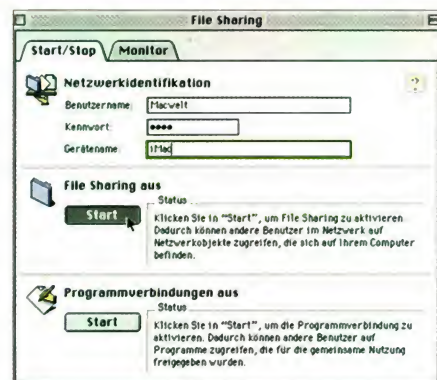 File Sharing
Start/Stop
Monitor
Netzwerkidentifikation
?
Benutzername: Macwelt
Kennwort: ••••
Gerätename: iMac
File Sharing aus
Start
Status
Klicken Sie in "Start", um File Sharing zu aktivieren.
Dadurch können andere Benutzer im Netzwerk auf
Netzwerkobjekte zugreifen, die sich auf Ihrem Computer
befinden.
Programmverbindungen aus
Start
Status
Klicken Sie in "Start", um die Programmverbindung zu
aktivieren. Dadurch können andere Benutzer auf
Programme zugreifen, die für die gemeinsame Nutzung
freigegeben wurden.